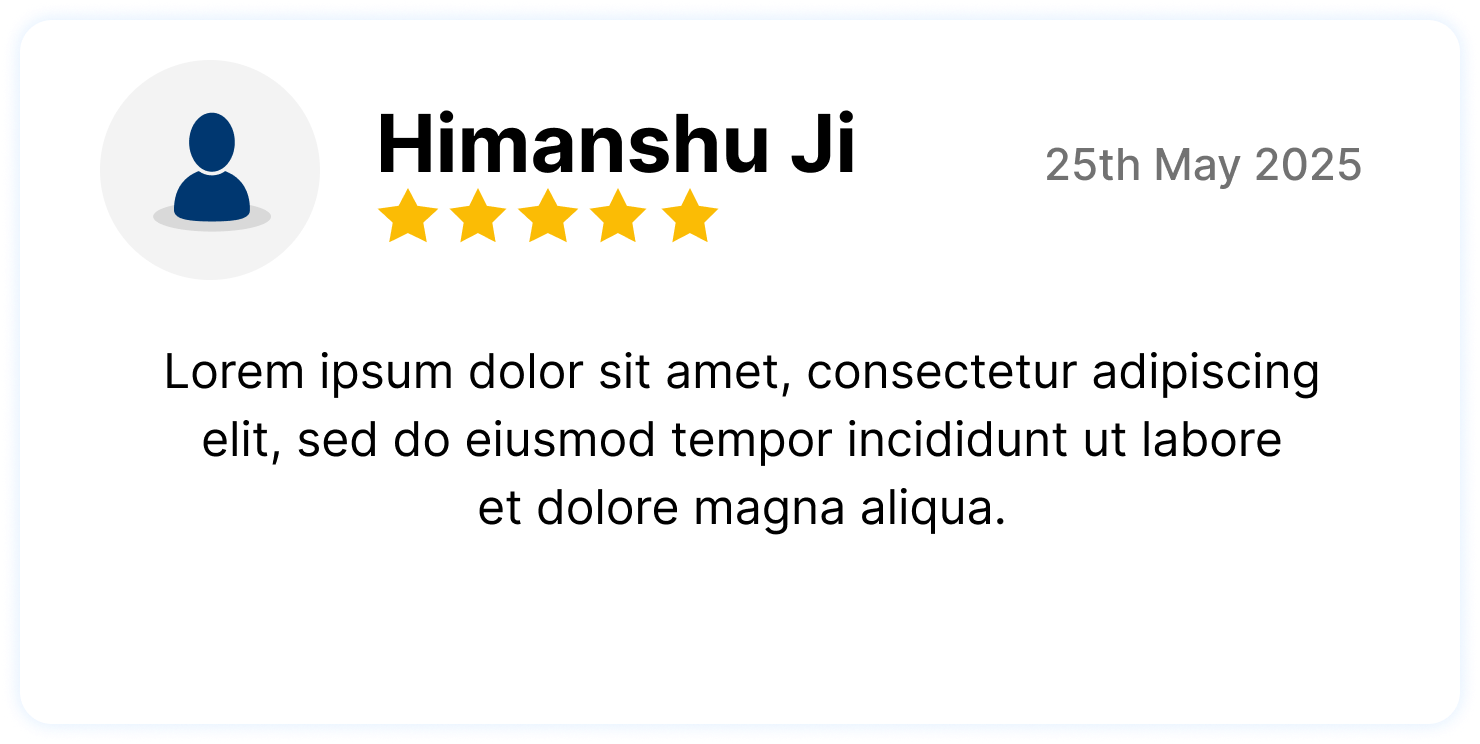 Himanshu Ji
25th May 2025
Lorem ipsum dolor sit amet, consectetur adipiscing
elit, sed do eiusmod tempor incididunt ut labore
et dolore magna aliqua.